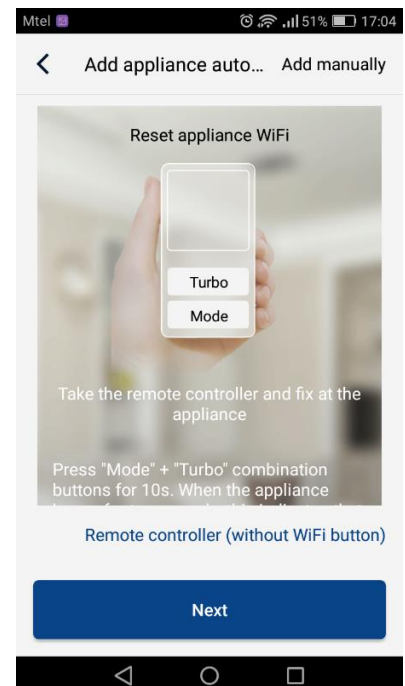 Mtel 51% 17:04
Add appliance auto... Add manually
Reset appliance WiFi
Turbo
Mode
Take the remote controller and fix at the
appliance
Press "Mode" + "Turbo" combination
buttons for 10s. When the appliance
Remote controller (without WiFi button)
Next